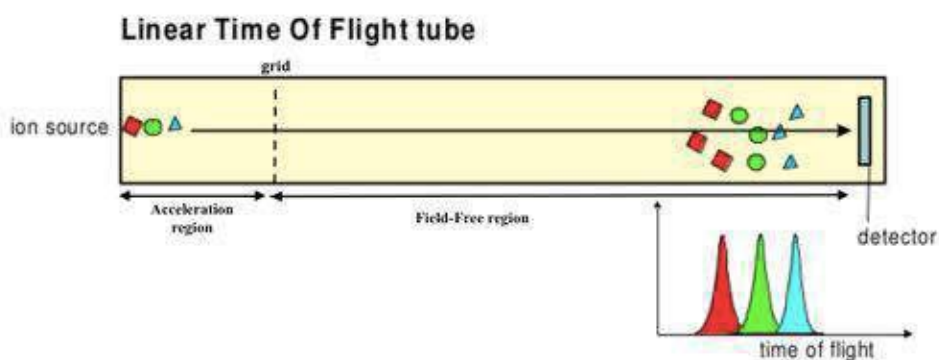 Linear Time Of Flight tube
grid
ion source
Acceleration
region
Field-Free region
detector
time of flight